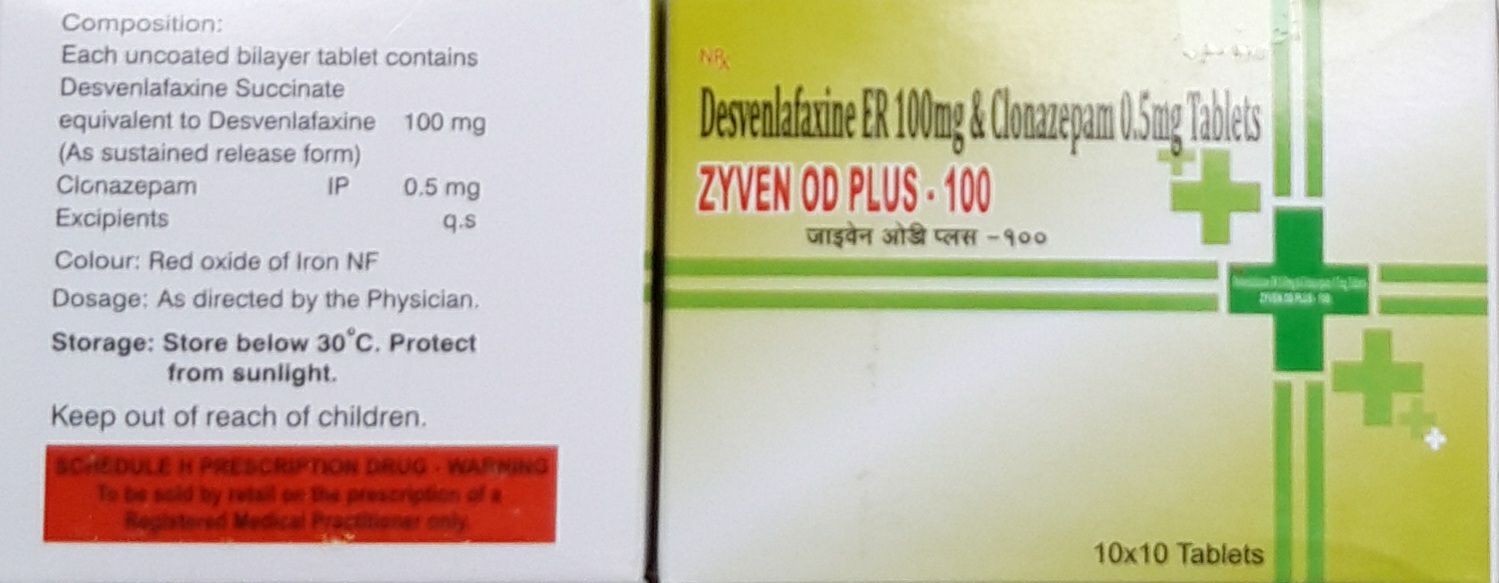 Composition:
Each uncoated bilayer tablet contains
Desvenlafaxine Succinate
equivalent to Desvenlafaxine 100 mg
(As sustained release form)
Clonazepam IP 0.5 mg
Excipients q.s
Colour: Red oxide of Iron NF
Dosage: As directed by the Physician.
Storage: Store below 30°C. Protect
from sunlight.
Keep out of reach of children.
SCHEDULE H PRESCRIPTION DRUG - WARNING
To be sold by retail on the prescription of a
Registered Medical Practitioner only.
NRx
Desvenlafaxine ER 100mg & Clonazepam 0.5mg Tablets
ZYVEN OD PLUS - 100
जाइवेन ओडी प्लस -१००
ZYVEN OD PLUS - 100
10x10 Tablets